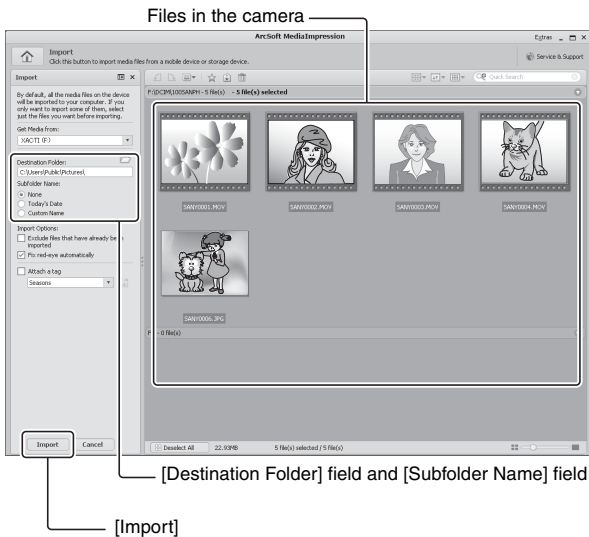 Files in the camera
ArcSoft MediaImpression
Extras
Import
Click this button to import media files from a mobile device or storage device.
Service & Support
Import
By default, all the media files on the device
will be imported to your computer. If you
only want to import some of them, select
just the files you want before importing.
Get Media from:
XACTI (F:)
Destination Folder:
C:\Users\Public\Pictures\
Subfolder Name:
None
Today's Date
Custom Name
Import Options:
Exclude files that have already be
imported
Fix red-eye automatically
Attach a tag
Seasons
Import
Cancel
Quick Search
F:\DCIM\100SANPH - 5 file(s) - 5 file(s) selected
SANY0001.MOV
SANY0002.MOV
SANY0003.MOV
SANY0004.MOV
SANY0006.JPG
- 0 file(s)
Deselect All
22.93MB
5 file(s) selected / 5 file(s)
[Destination Folder] field and [Subfolder Name] field
[Import]